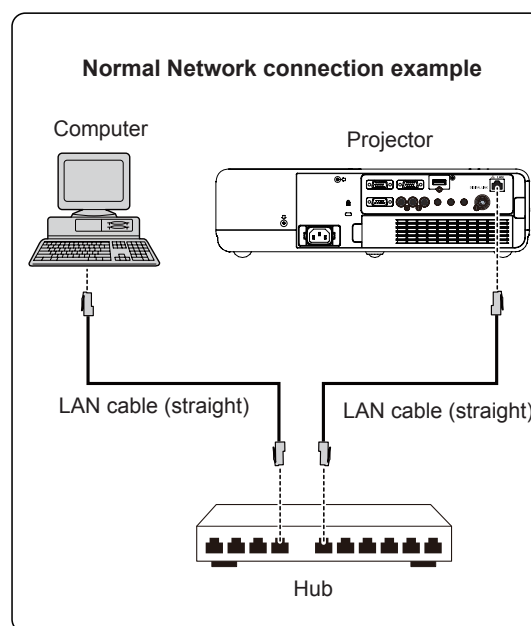 Normal Network connection example
Computer
Projector
LAN cable (straight)
LAN cable (straight)
Hub